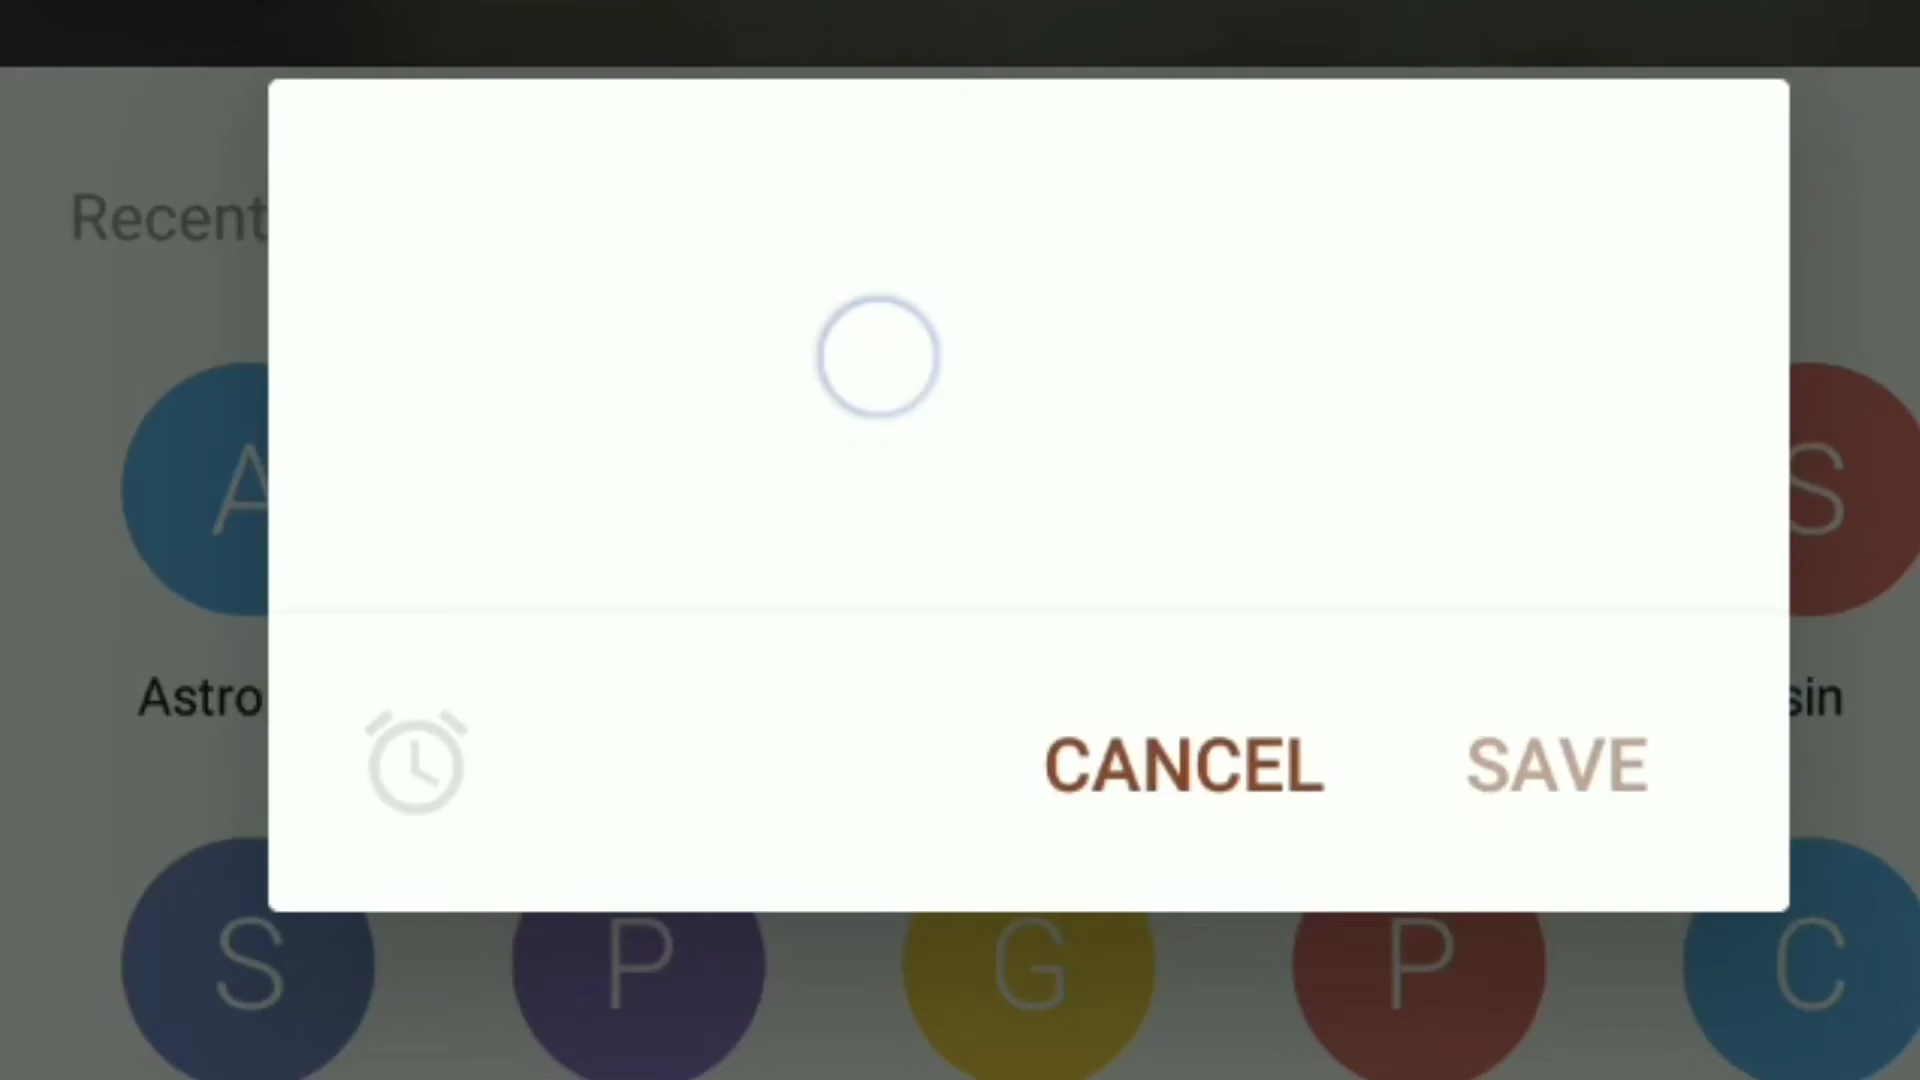 Recent
A
S
Astro
sin
CANCEL SAVE
S P G P C